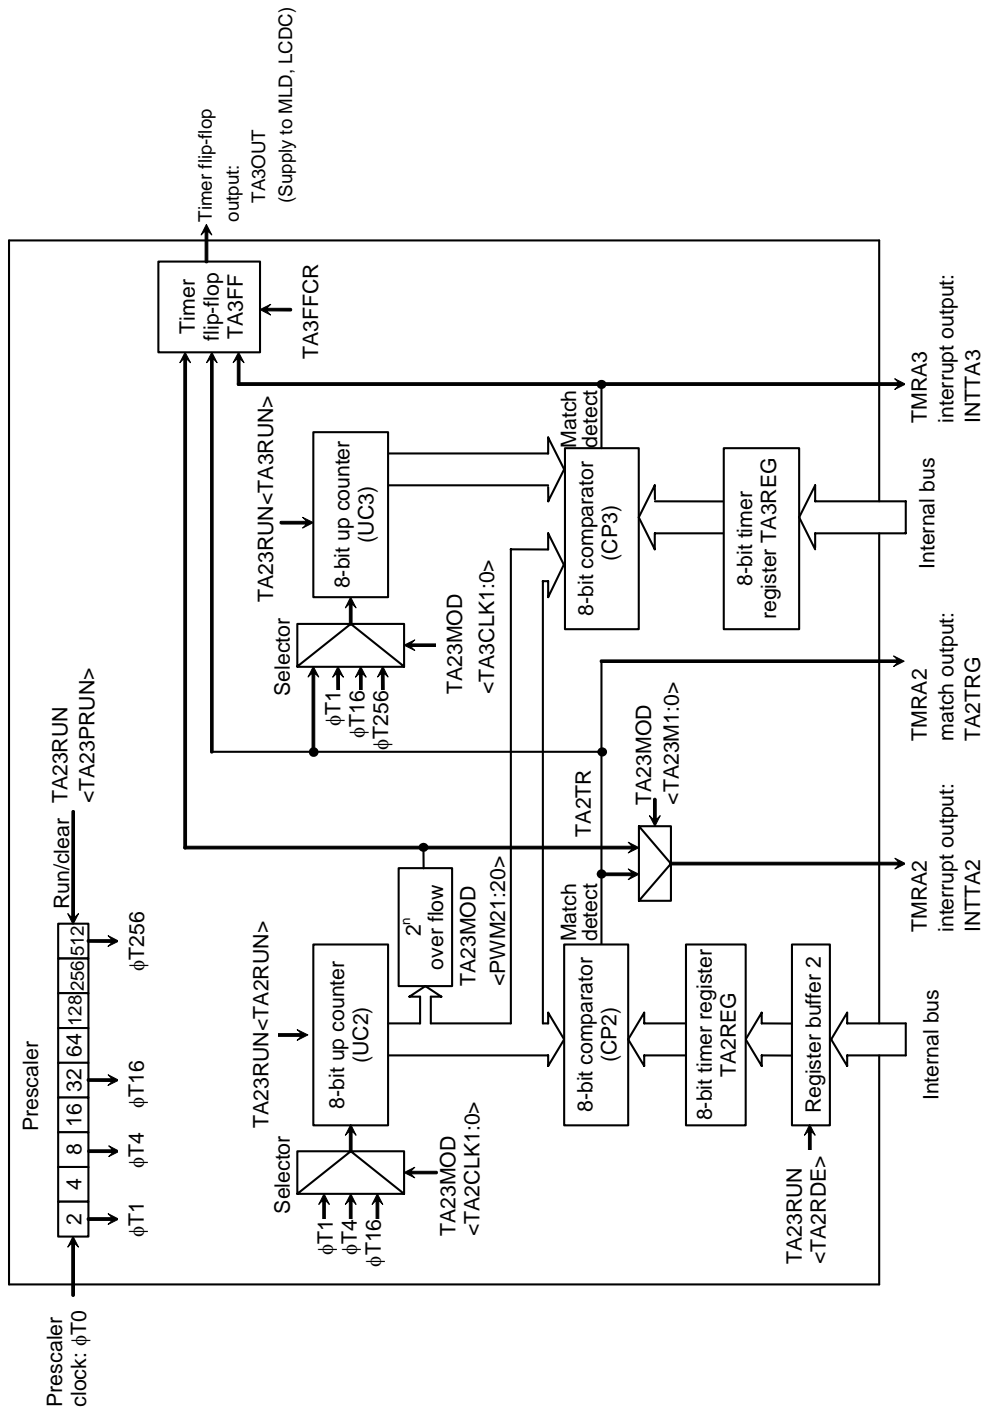 Prescaler
clock: ϕT0
Prescaler
2
4
8
16
32
64
128
256
512
Run/clear
TA23RUN
<TA23PRUN>
ϕT1
ϕT4
ϕT16
ϕT256
Timer
flip-flop
TA3FF
TA3FFCR
Timer flip-flop
output:
TA3OUT
(Supply to MLD, LCDC)
Selector
ϕT1
ϕT4
ϕT16
TA23MOD
<TA2CLK1:0>
TA23RUN<TA2RUN>
8-bit up counter
(UC2)
2n
over flow
TA23MOD
<PWM21:20>
Selector
ϕT1
ϕT16
ϕT256
TA23MOD
<TA3CLK1:0>
TA23RUN<TA3RUN>
8-bit up counter
(UC3)
8-bit comparator
(CP2)
Match
detect
TA2TR
TA23MOD
<TA23M1:0>
8-bit comparator
(CP3)
Match
detect
8-bit timer register
TA2REG
8-bit timer
register TA3REG
TA23RUN
<TA2RDE>
Register buffer 2
Internal bus
TMRA2
interrupt output:
INTTA2
TMRA2
match output:
TA2TRG
Internal bus
TMRA3
interrupt output:
INTTA3